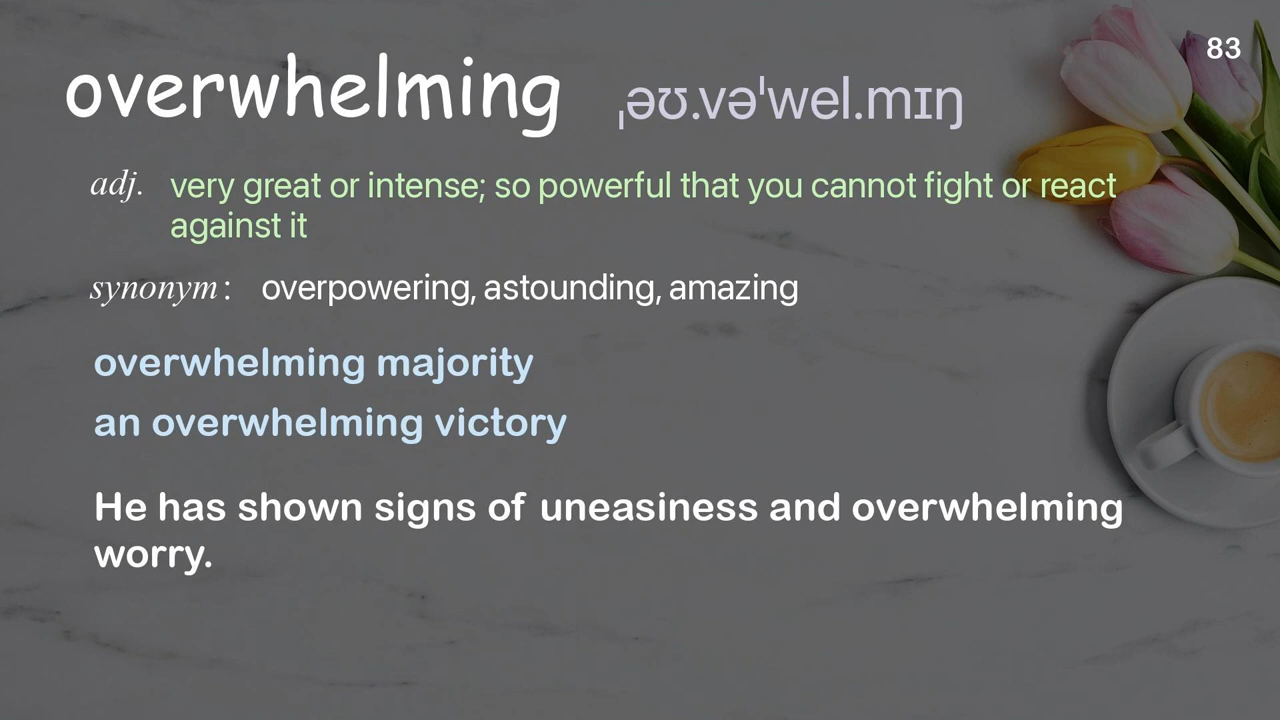 83
overwhelming ˌəʊ.vəˈwel.mɪŋ
adj. very great or intense; so powerful that you cannot fight or react
against it
synonym : overpowering, astounding, amazing
overwhelming majority
an overwhelming victory
He has shown signs of uneasiness and overwhelming
worry.